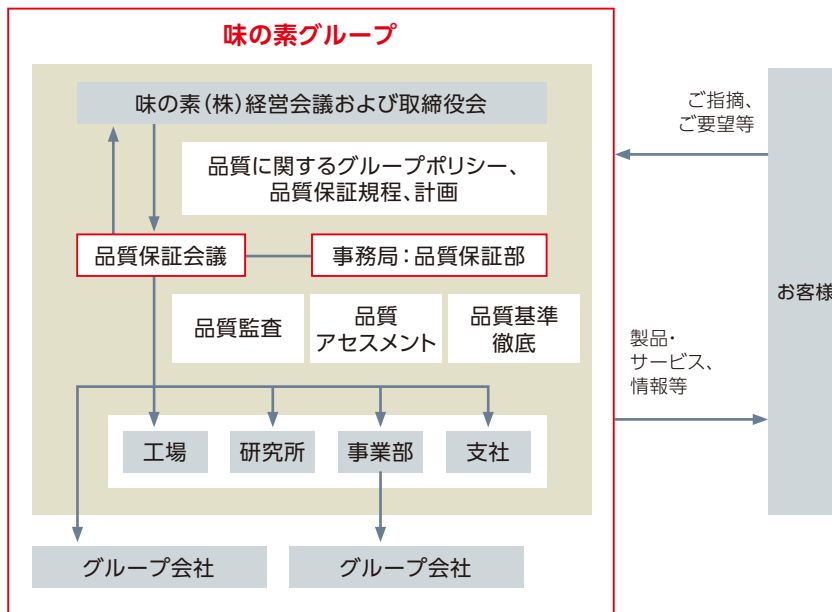 味の素グループ
味の素(株)経営会議および取締役会
ご指摘、
ご要望等
品質に関するグループポリシー、
品質保証規程、計画
品質保証会議
事務局:品質保証部
お客様
品質監査
品質
アセスメント
品質基準
徹底
製品・
サービス、
情報等
工場
研究所
事業部
支社
グループ会社
グループ会社